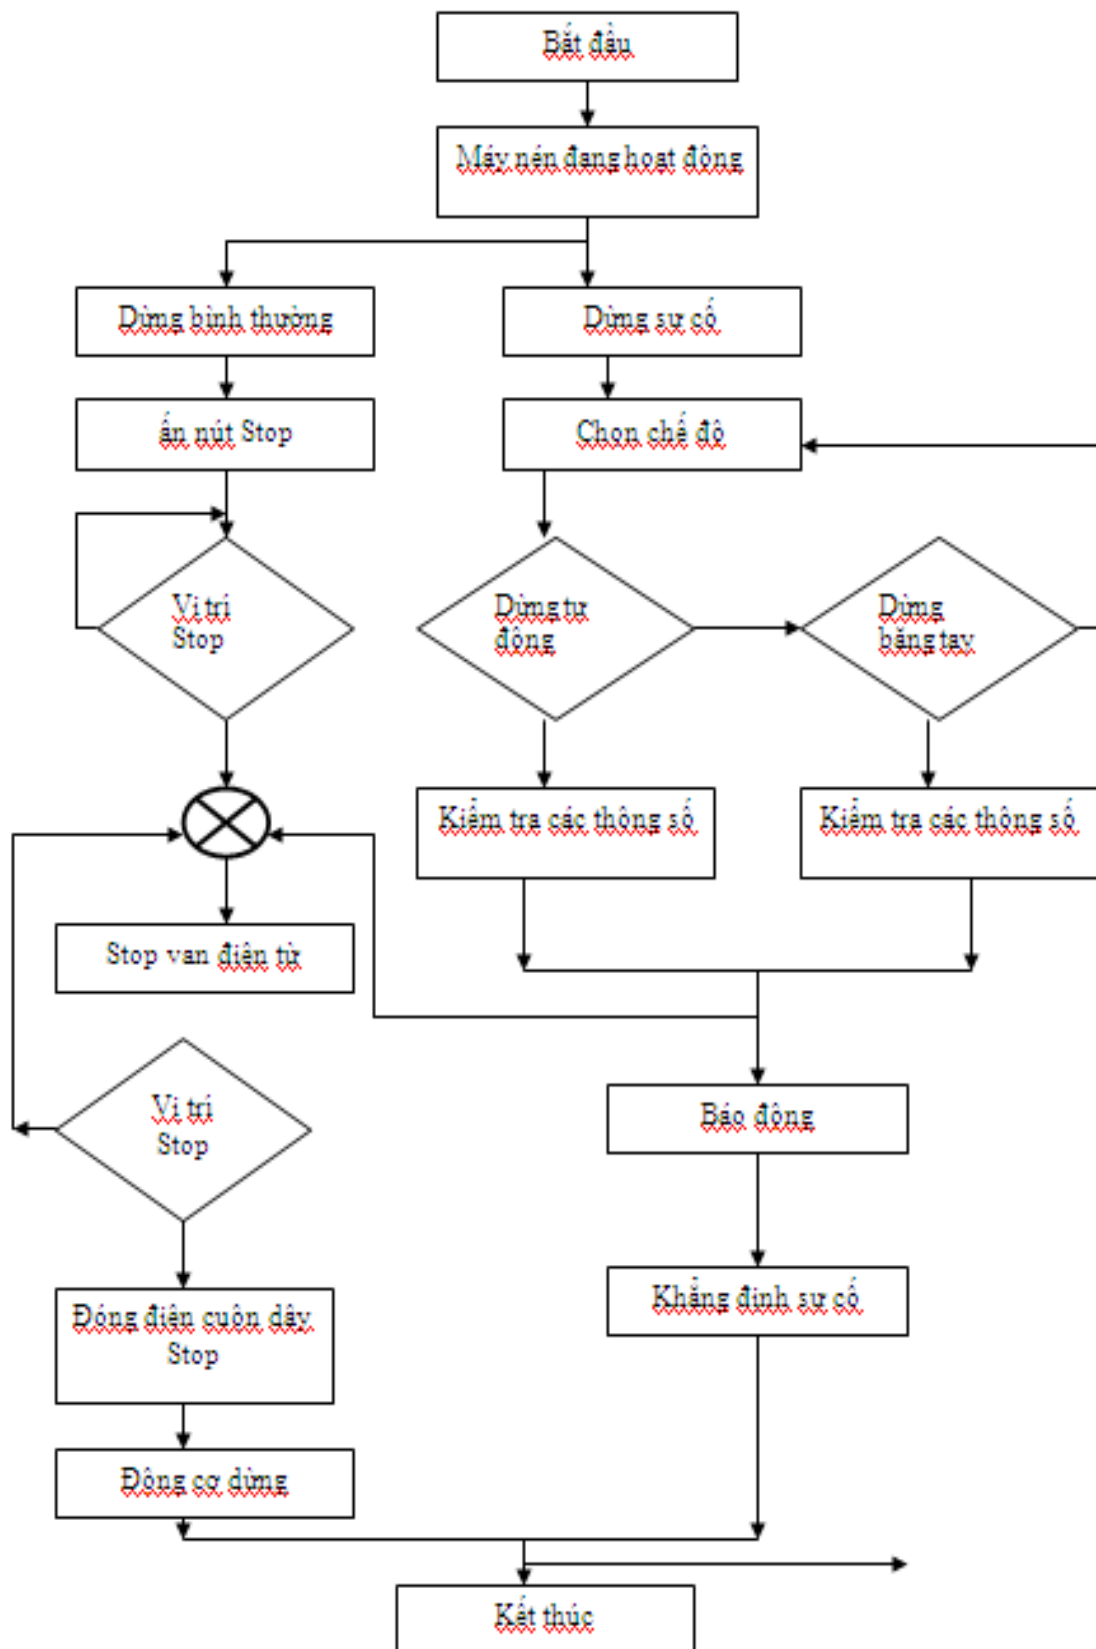 Bắt đầu
Máy nén đang hoạt động
Dừng bình thường
Dừng sự cố
ấn nút Stop
Chọn chế độ
Vị trí
Stop
Dừng tự
động
Dừng
bằng tay
Kiểm tra các thông số
Kiểm tra các thông số
Stop van điện từ
Vị trí
Stop
Báo động
Đóng điện cuộn dây
Stop
Khẳng định sự cố
Động cơ dừng
Kết thúc